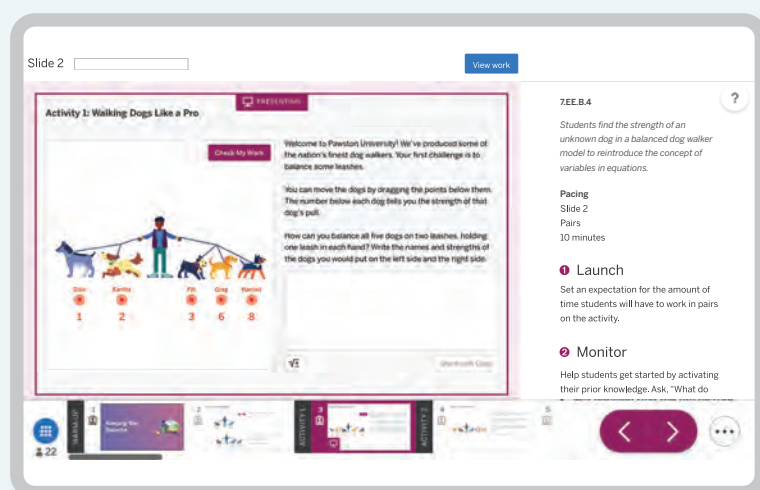 Slide 2
View work
PRESENTING
Activity 1: Walking Dogs Like a Pro
Check My Work
Welcome to Pawston University! We've produced some of
the nation's finest dog walkers. Your first challenge is to
balance some leashes.
You can move the dogs by dragging the points below them.
The number below each dog tells you the strength of that
dog's pull.
How can you balance all five dogs on two leashes, holding
one leash in each hand? Write the names and strengths of
the dogs you would put on the left side and the right side.
1 2 3 6 8
√±
Share with Class
7.EE.B.4
?
Students find the strength of an
unknown dog in a balanced dog walker
model to reintroduce the concept of
variables in equations.
Pacing
Slide 2
Pairs
10 minutes
1 Launch
Set an expectation for the amount of
time students will have to work in pairs
on the activity.
2 Monitor
Help students get started by activating
their prior knowledge. Ask, "What do
22
WARM-UP
1
2
ACTIVITY 1
3
ACTIVITY 2
4
5